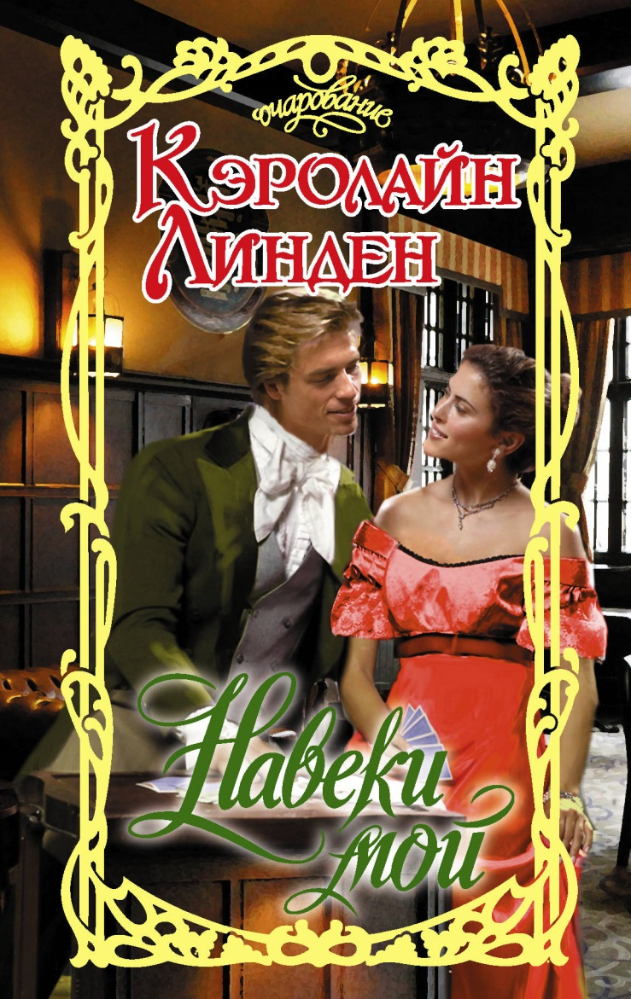 очарование
Кэролайн
Линден
Навеки
мой